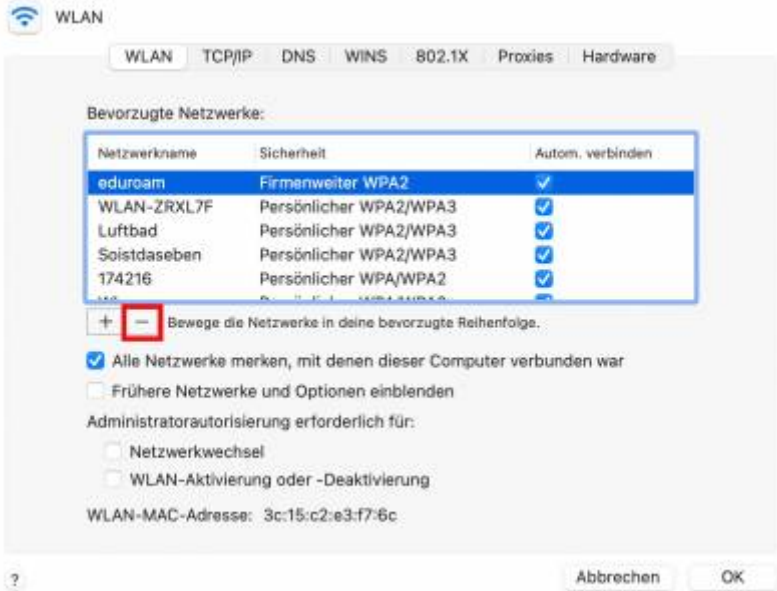 WLAN
WLAN TCP/IP DNS WINS 802.1X Proxies Hardware
Bevorzugte Netzwerke:
Netzwerkname Sicherheit Autom. verbinden
eduroam Firmenweiter WPA2
WLAN-ZRXL7F Persönlicher WPA2/WPA3
Luftbad Persönlicher WPA2/WPA3
Soistdaseben Persönlicher WPA2/WPA3
174216 Persönlicher WPA/WPA2
+ − Bewege die Netzwerke in deine bevorzugte Reihenfolge.
Alle Netzwerke merken, mit denen dieser Computer verbunden war
Frühere Netzwerke und Optionen einblenden
Administratorautorisierung erforderlich für:
Netzwerkwechsel
WLAN-Aktivierung oder -Deaktivierung
WLAN-MAC-Adresse: 3c:15:c2:e3:f7:6c
? Abbrechen OK